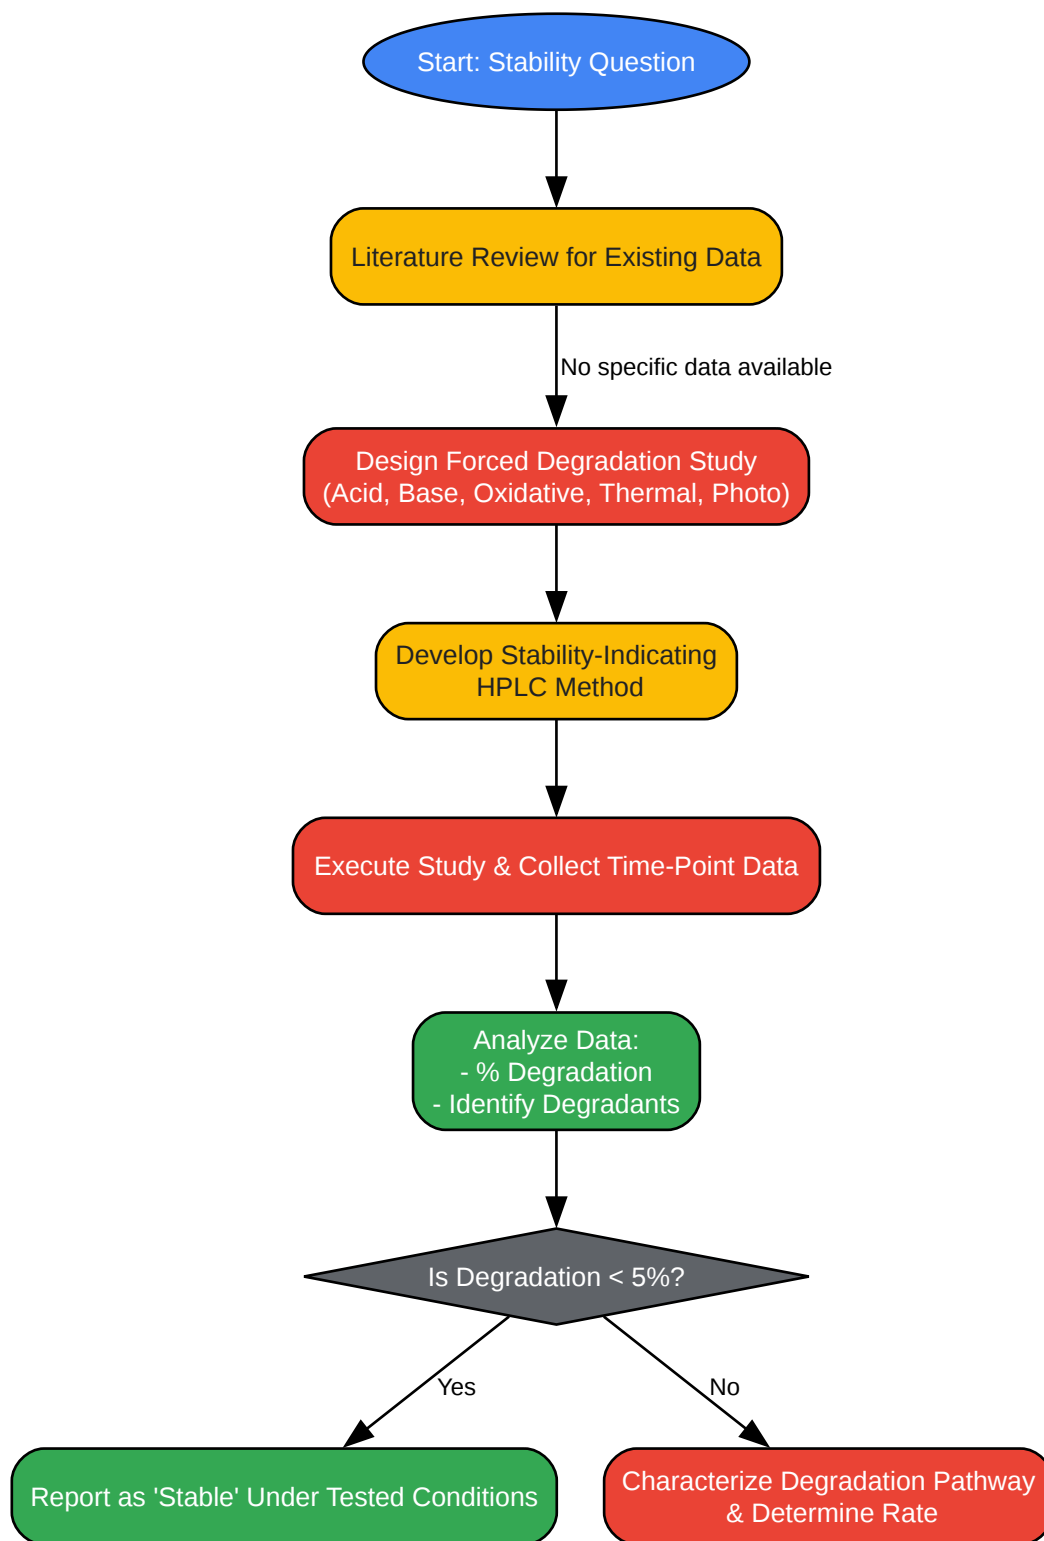 Start: Stability Question
Literature Review for Existing Data
No specific data available
Design Forced Degradation Study
(Acid, Base, Oxidative, Thermal, Photo)
Develop Stability-Indicating
HPLC Method
Execute Study & Collect Time-Point Data
Analyze Data:
- % Degradation
- Identify Degradants
Is Degradation < 5%?
Yes
No
Report as 'Stable' Under Tested Conditions
Characterize Degradation Pathway
& Determine Rate